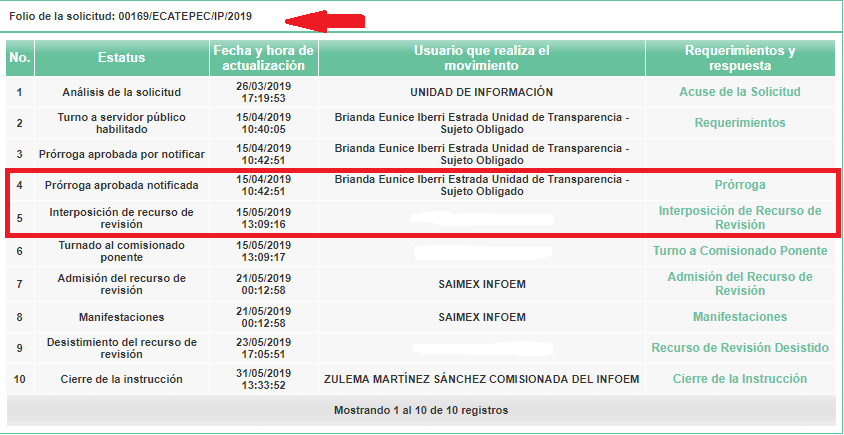 Folio de la solicitud: 00169/ECATEPEC/IP/2019
No. Estatus Fecha y hora de actualización Usuario que realiza el movimiento Requerimientos y respuesta
1 Análisis de la solicitud 26/03/2019 17:19:53 UNIDAD DE INFORMACIÓN Acuse de la Solicitud
2 Turno a servidor público habilitado 15/04/2019 10:40:05 Brianda Eunice Iberri Estrada Unidad de Transparencia - Sujeto Obligado Requerimientos
3 Prórroga aprobada por notificar 15/04/2019 10:42:51 Brianda Eunice Iberri Estrada Unidad de Transparencia - Sujeto Obligado
4 Prórroga aprobada notificada 15/04/2019 10:42:51 Brianda Eunice Iberri Estrada Unidad de Transparencia - Sujeto Obligado Prórroga
5 Interposición de recurso de revisión 15/05/2019 13:09:16 Interposición de Recurso de Revisión
6 Turnado al comisionado ponente 15/05/2019 13:09:17 Turno a Comisionado Ponente
7 Admisión del recurso de revisión 21/05/2019 00:12:58 SAIMEX INFOEM Admisión del Recurso de Revisión
8 Manifestaciones 21/05/2019 00:12:58 SAIMEX INFOEM Manifestaciones
9 Desistimiento del recurso de revisión 23/05/2019 17:05:51 Recurso de Revisión Desistido
10 Cierre de la instrucción 31/05/2019 13:33:52 ZULEMA MARTÍNEZ SÁNCHEZ COMISIONADA DEL INFOEM Cierre de la Instrucción
Mostrando 1 al 10 de 10 registros